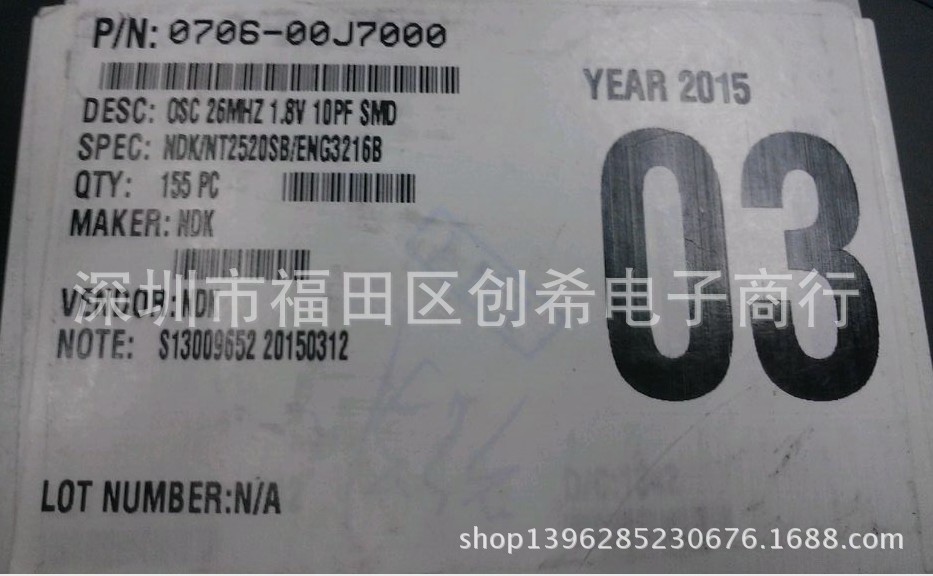 P/N: 0706-00J7000
YEAR 2015
DESC: OSC 26MHZ 1.8V 10PF SMD
SPEC: NDK/NT2520SB/ENG3216B
03
QTY: 155 PC
MAKER: NDK
深圳市福田区创希电子商行
VENDOR:NDK
NOTE: S13009652 20150312
LOT NUMBER:N/A
shop1396285230676.1688.com